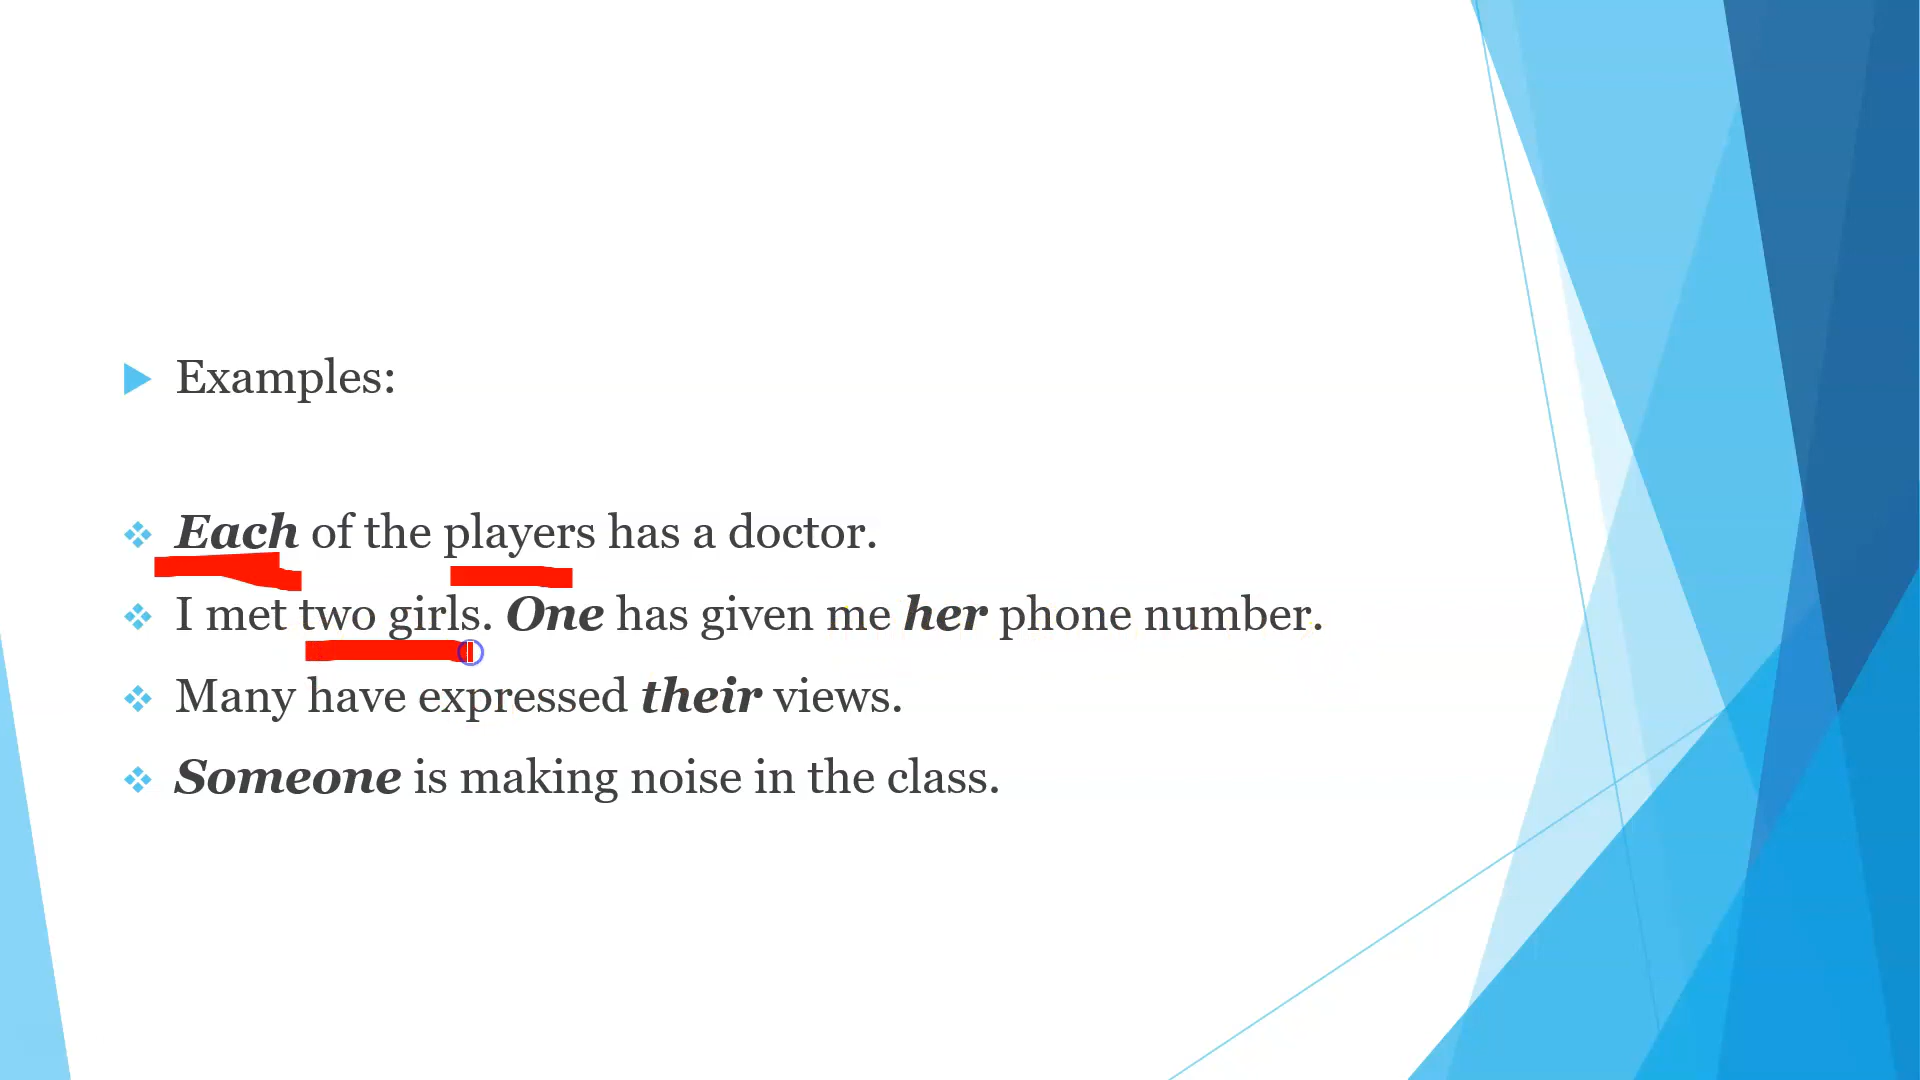 Examples:
Each of the players has a doctor.
I met two girls. One has given me her phone number.
Many have expressed their views.
Someone is making noise in the class.